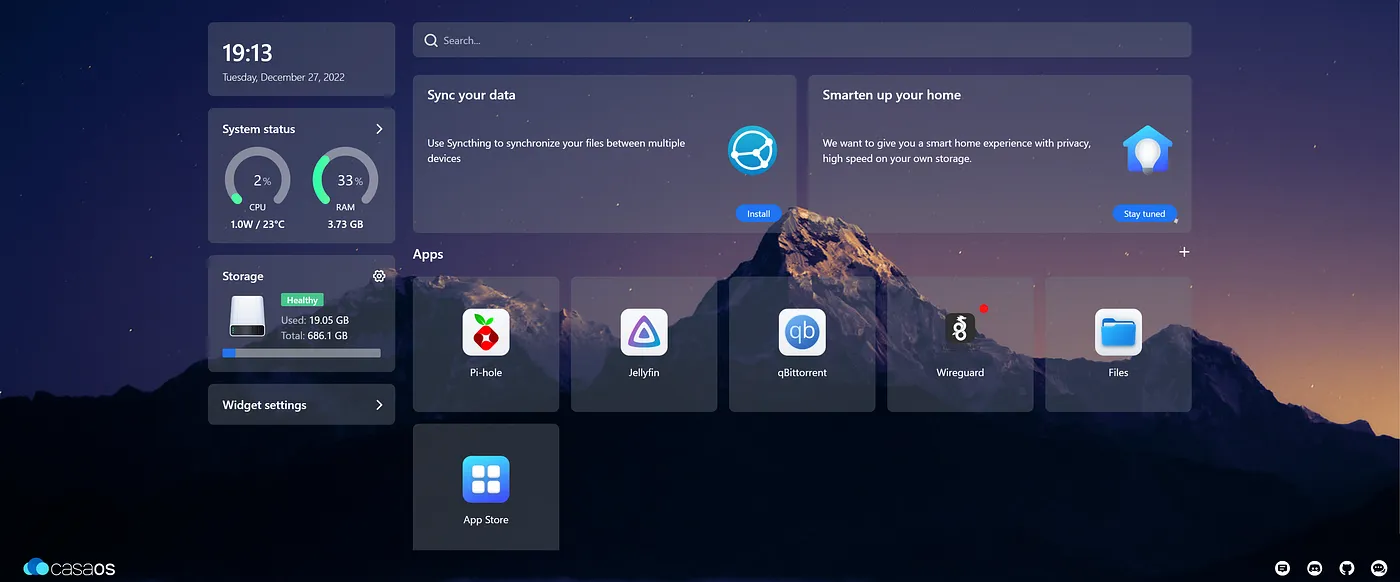 19:13
Tuesday, December 27, 2022
System status
2%
33%
CPU
RAM
1.0W / 23°C
3.73 GB
Storage
Healthy
Used: 19.05 GB
Total: 686.1 GB
Widget settings
Search...
Sync your data
Use Syncthing to synchronize your files between multiple
devices
Install
Smarten up your home
We want to give you a smart home experience with privacy,
high speed on your own storage.
Stay tuned
Apps
qb
Pi-hole
Jellyfin
qBittorrent
Wireguard
Files
App Store
casaos